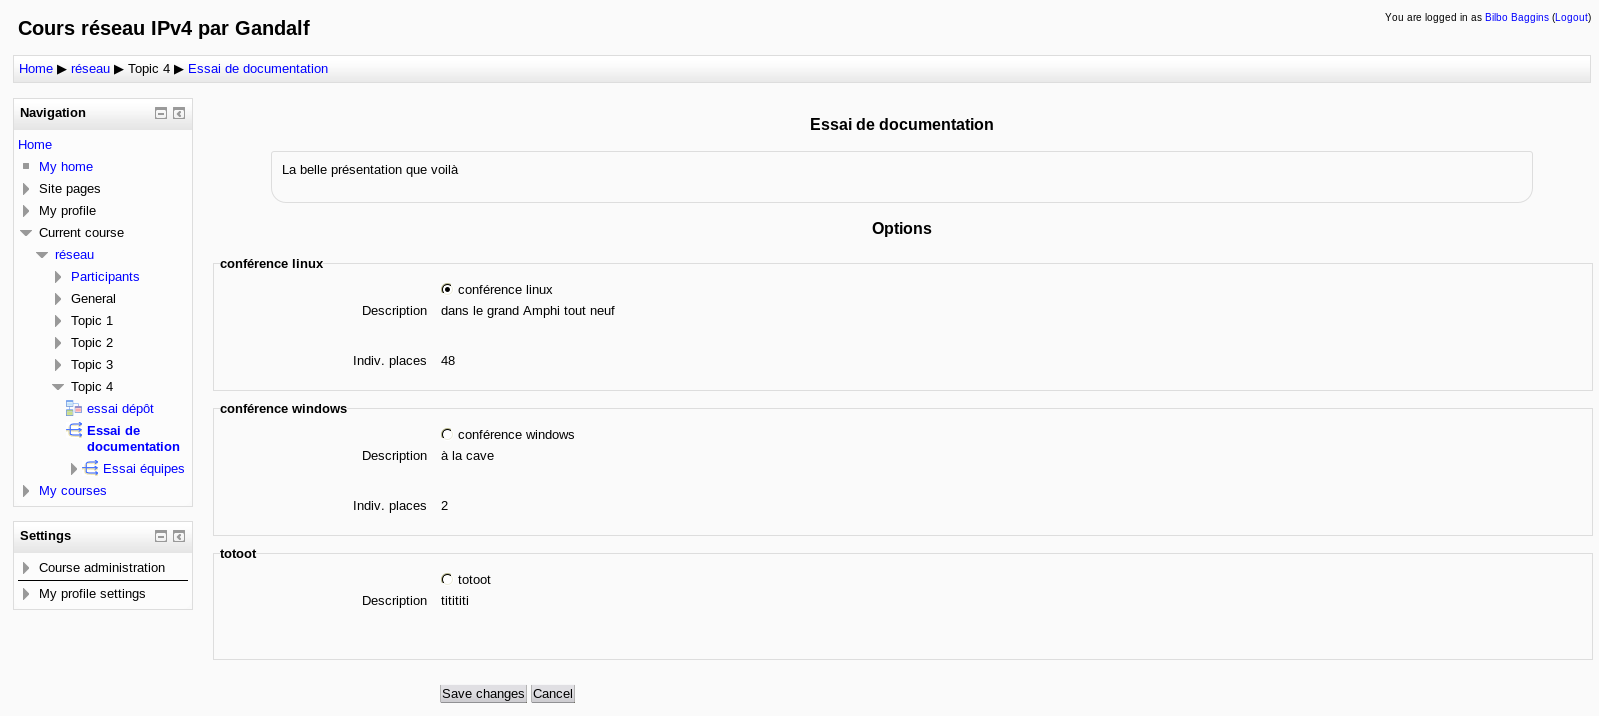 Cours réseau IPv4 par Gandalf
You are logged in as Bilbo Baggins (Logout)
Home ▶ réseau ▶ Topic 4 ▶ Essai de documentation
Navigation
Home
My home
Site pages
My profile
Current course
réseau
Participants
General
Topic 1
Topic 2
Topic 3
Topic 4
essai dépôt
Essai de
documentation
Essai équipes
My courses
Settings
Course administration
My profile settings
Essai de documentation
La belle présentation que voilà
Options
conférence linux
conférence linux
Description dans le grand Amphi tout neuf
Indiv. places 48
conférence windows
conférence windows
Description à la cave
Indiv. places 2
totoot
totoot
Description titititi
Save changes Cancel